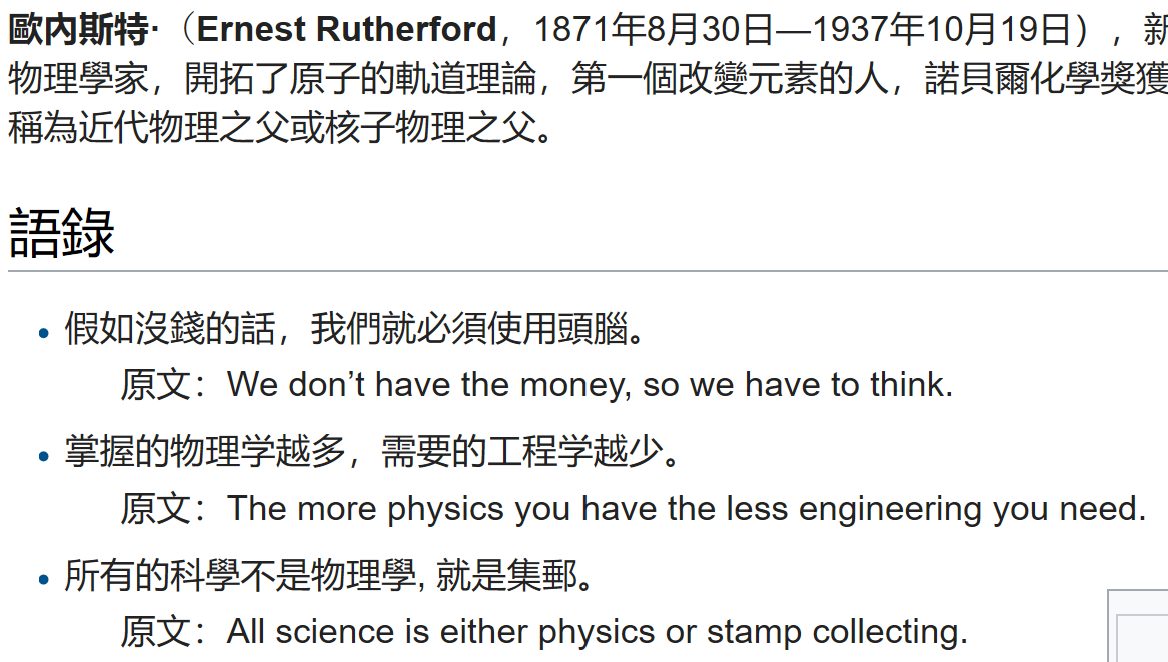 歐內斯特·（Ernest Rutherford，1871年8月30日—1937年10月19日），新
物理學家，開拓了原子的軌道理論，第一個改變元素的人，諾貝爾化學獎獲
稱為近代物理之父或核子物理之父。
語錄
• 假如沒錢的話，我們就必須使用頭腦。
原文：We don’t have the money, so we have to think.
• 掌握的物理学越多，需要的工程学越少。
原文：The more physics you have the less engineering you need.
• 所有的科學不是物理學, 就是集郵。
原文：All science is either physics or stamp collecting.